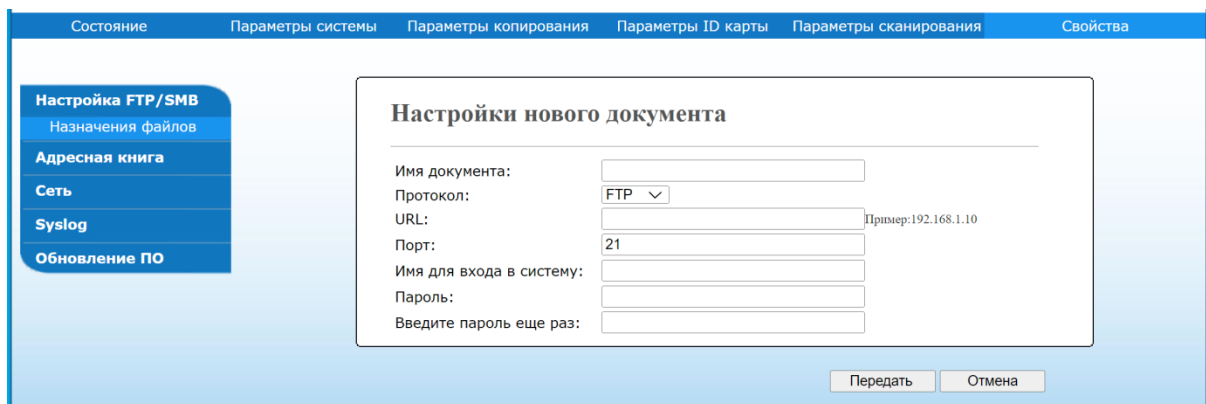 Состояние Параметры системы Параметры копирования Параметры ID карты Параметры сканирования Свойства
Настройка FTP/SMB
Назначения файлов
Адресная книга
Сеть
Syslog
Обновление ПО
Настройки нового документа
Имя документа:
Протокол: FTP
URL: Пример:192.168.1.10
Порт: 21
Имя для входа в систему:
Пароль:
Введите пароль еще раз:
Передать Отмена